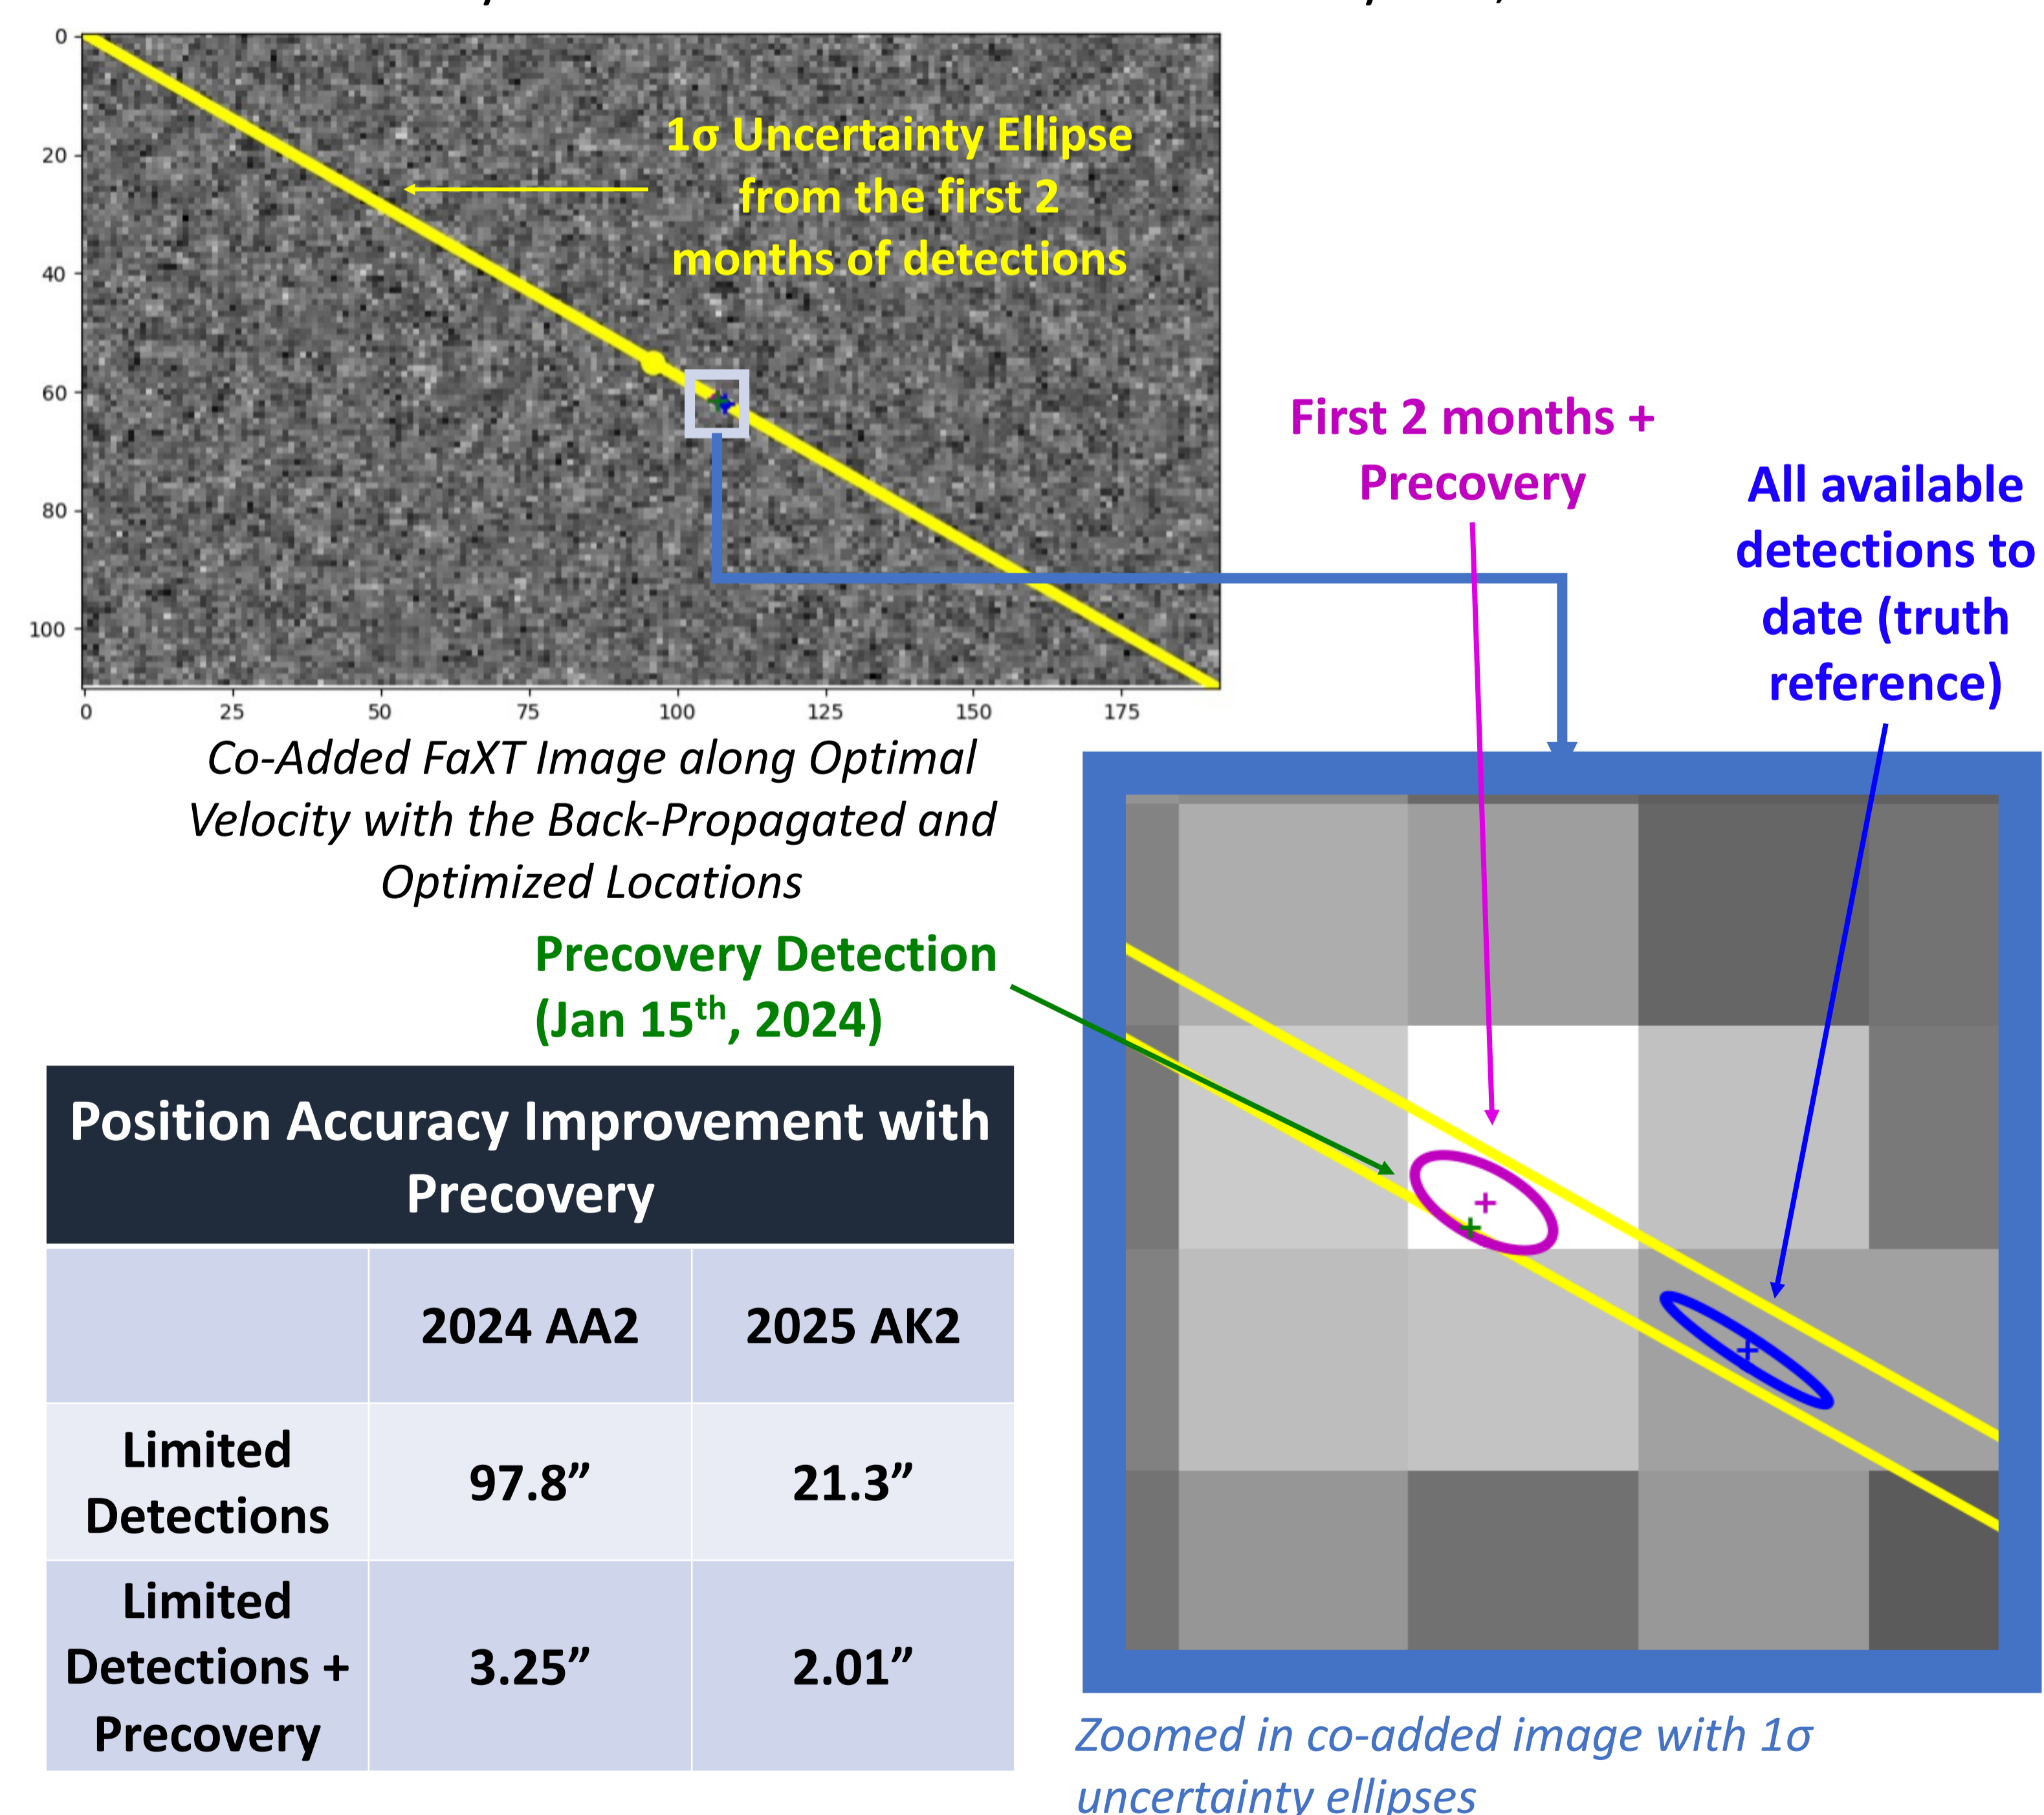 0
20
40
60
80
100
0 25 50 75 100 125 150 175
1σ Uncertainty Ellipse
from the first 2
months of detections
Co-Added FaXT Image along Optimal
Velocity with the Back-Propagated and
Optimized Locations
First 2 months +
Precovery
All available
detections to
date (truth
reference)
Precovery Detection
(Jan 15th, 2024)
Position Accuracy Improvement with
Precovery
2024 AA2 2025 AK2
Limited
Detections
97.8” 21.3”
Limited
Detections +
Precovery
3.25” 2.01”
Zoomed in co-added image with 1σ
uncertainty ellipses